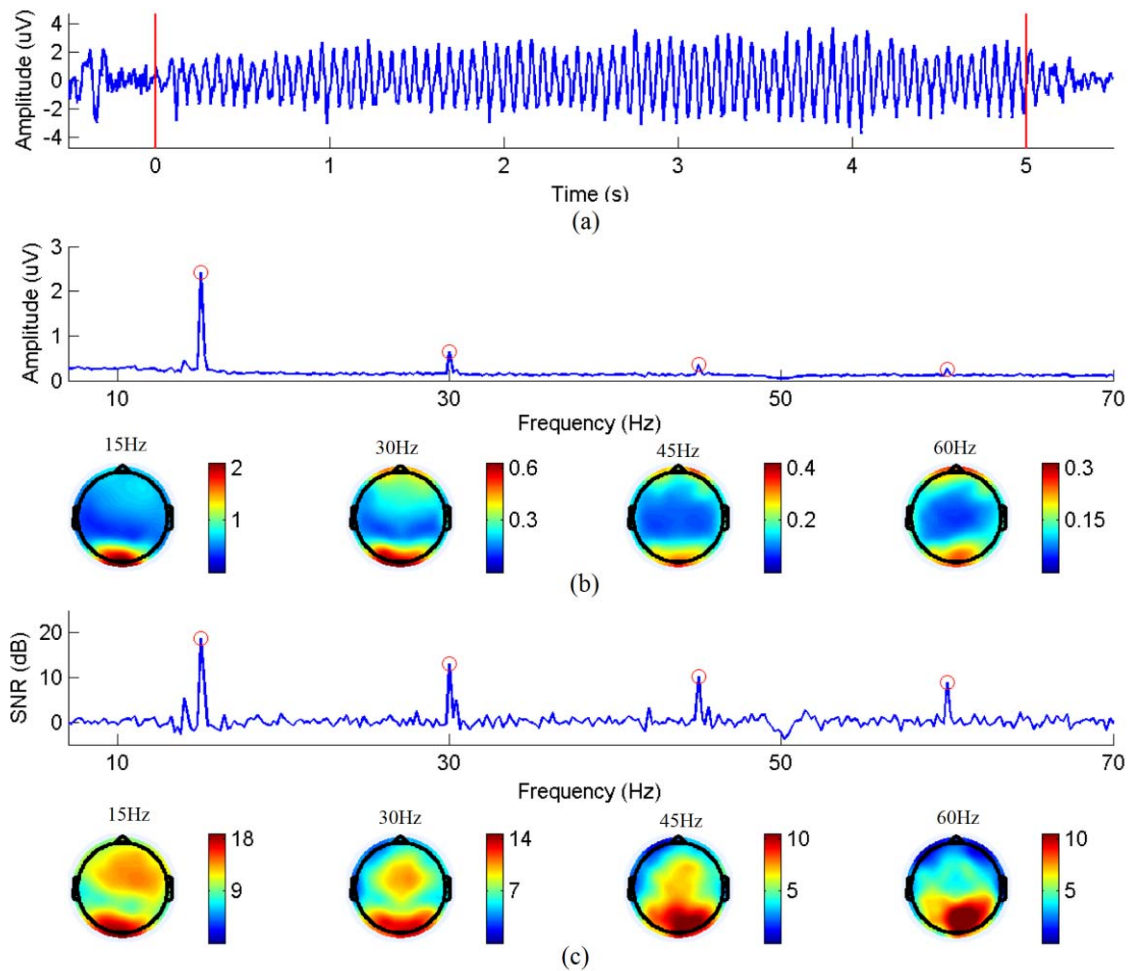 Amplitude (uV)
4
2
0
-2
-4
0 1 2 3 4 5
Time (s)
(a)
Amplitude (uV)
3
2
1
0
10 30 50 70
Frequency (Hz)
15Hz 30Hz 45Hz 60Hz
2 0.6 0.4 0.3
1 0.3 0.2 0.15
(b)
SNR (dB)
20
10
0
10 30 50 70
Frequency (Hz)
15Hz 30Hz 45Hz 60Hz
18 14 10 10
9 7 5 5
(c)